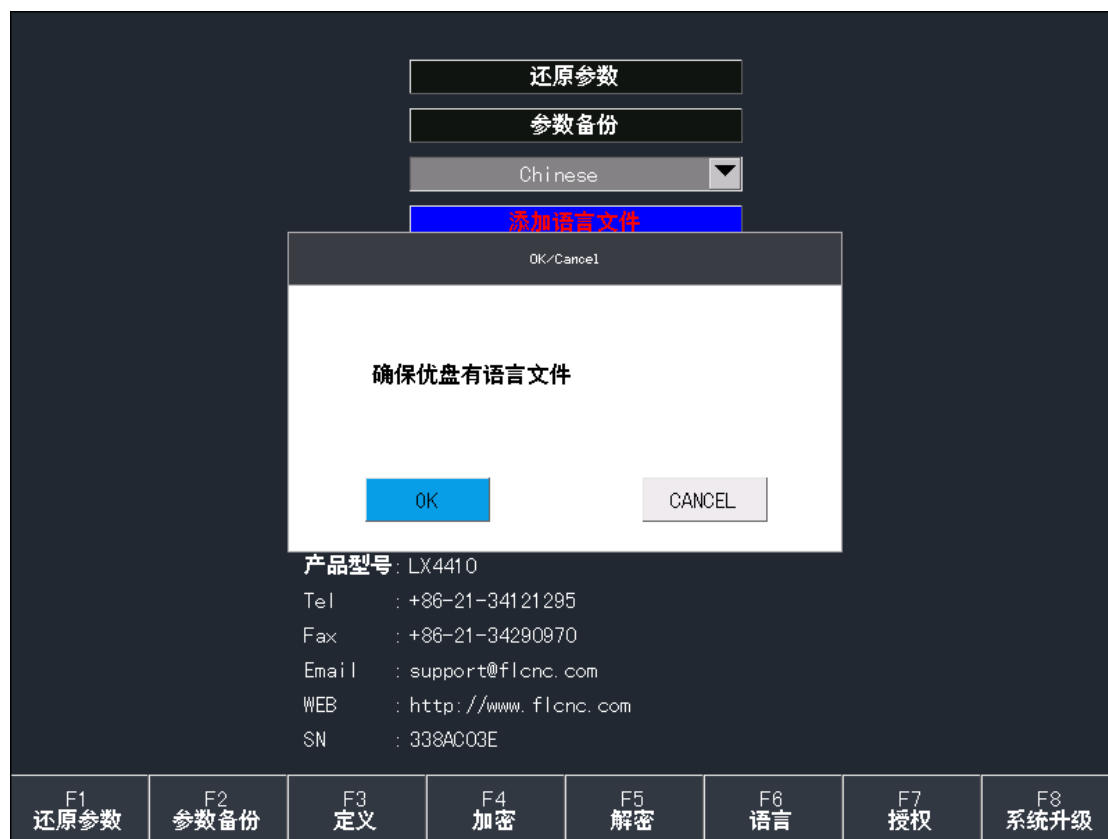 还原参数
参数备份
Chinese
添加语言文件
OK/Cancel
确保优盘有语言文件
OK CANCEL
产品型号: LX4410
Tel : +86-21-34121295
Fax : +86-21-34290970
Email : support@flcnc.com
WEB : http://www.flcnc.com
SN : 338AC03E
F1 F2 F3 F4 F5 F6 F7 F8
还原参数 参数备份 定义 加密 解密 语言 授权 系统升级